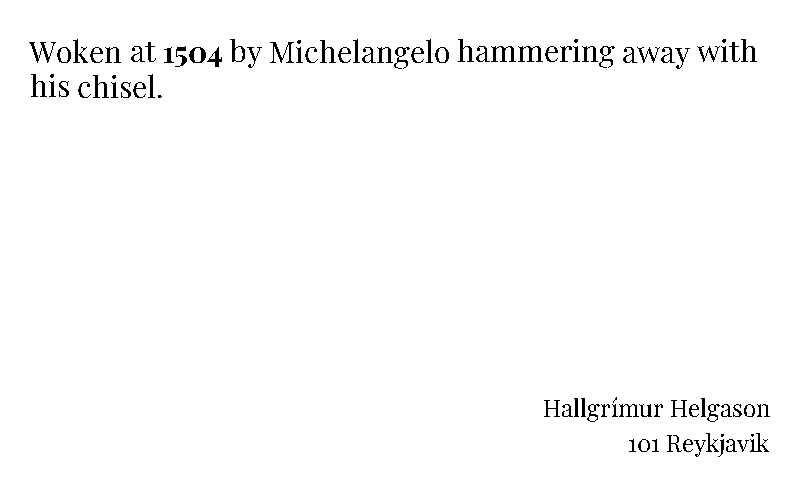 Woken at 1504 by Michelangelo hammering away with
his chisel.
Hallgrímur Helgason
101 Reykjavik